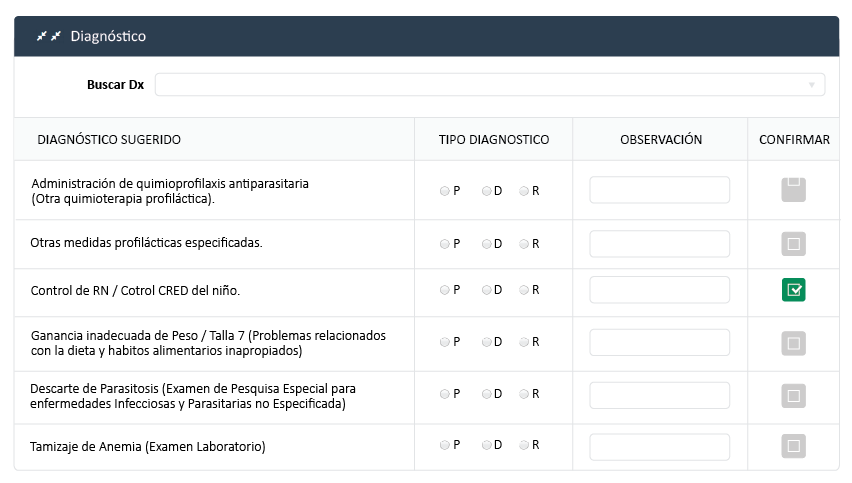 Diagnóstico
Buscar Dx
DIAGNÓSTICO SUGERIDO TIPO DIAGNOSTICO OBSERVACIÓN CONFIRMAR
Administración de quimioprofilaxis antiparasitaria
(Otra quimioterapia profiláctica).
P D R
Otras medidas profilácticas especificadas.
P D R
Control de RN / Cotrol CRED del niño.
P D R
Ganancia inadecuada de Peso / Talla 7 (Problemas relacionados
con la dieta y habitos alimentarios inapropiados)
P D R
Descarte de Parasitosis (Examen de Pesquisa Especial para
enfermedades Infecciosas y Parasitarias no Especificada)
P D R
Tamizaje de Anemia (Examen Laboratorio)
P D R